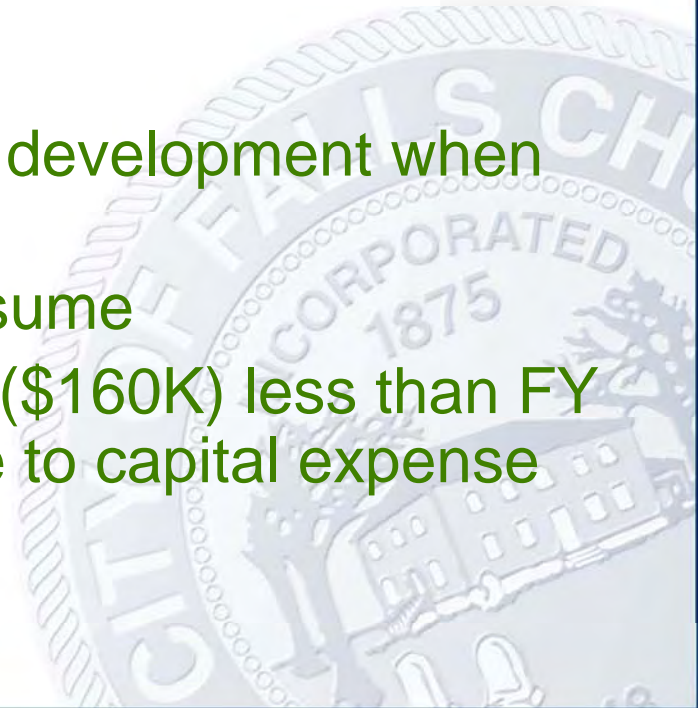 development when
sume
($160K) less than FY
e to capital expense
CITY OF FALLS CH
INCORPORATED
1875